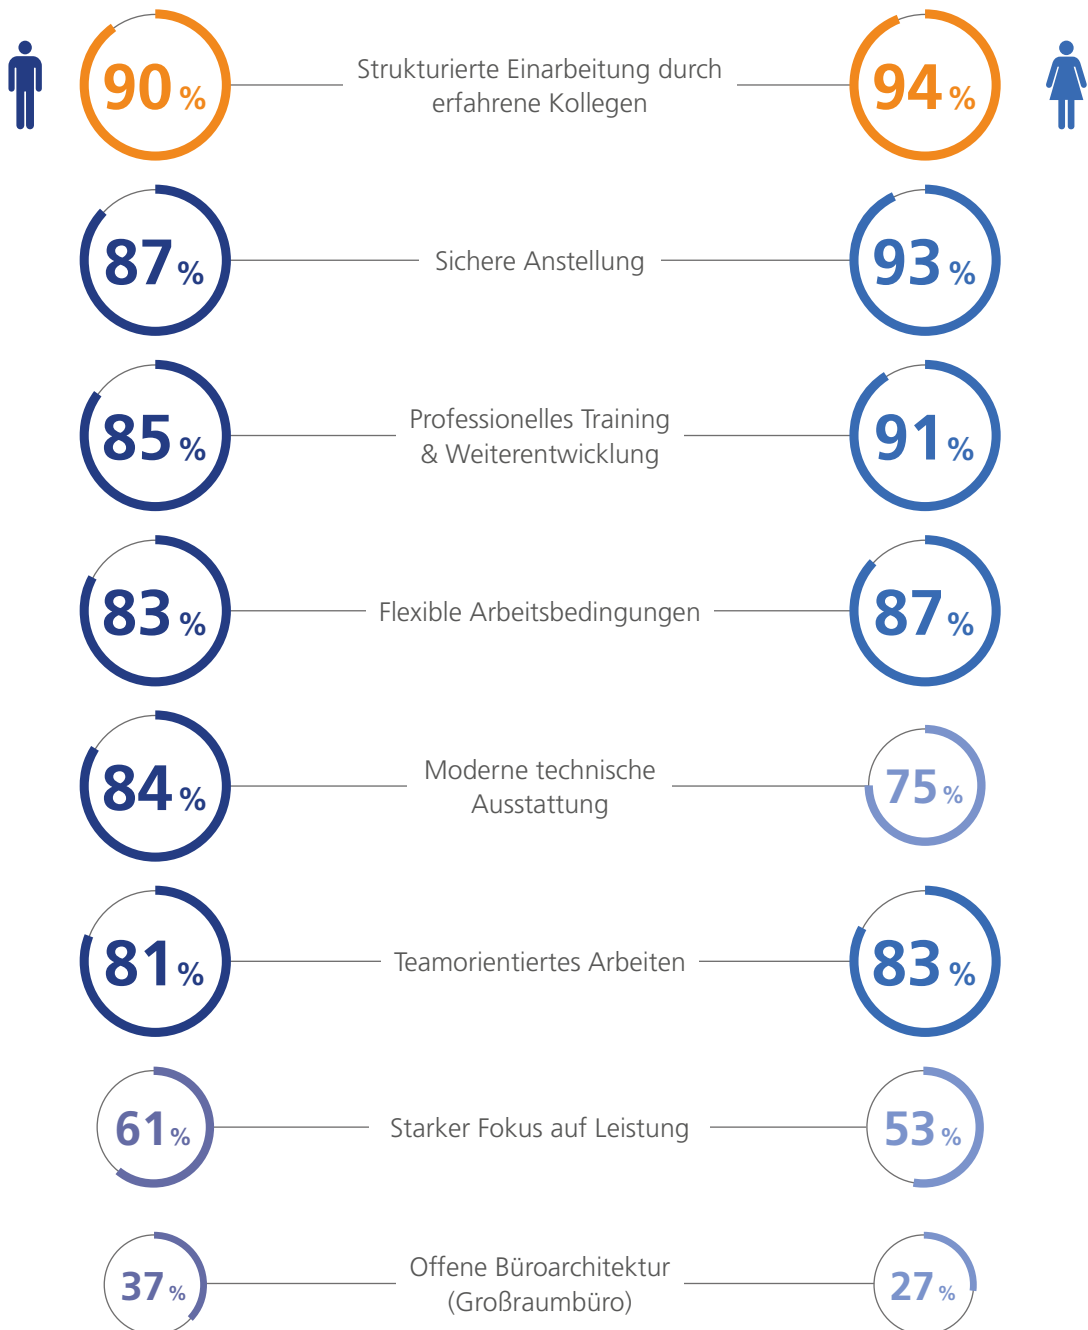 90 %
Strukturierte Einarbeitung durch
erfahrene Kollegen
94 %
87 %
Sichere Anstellung
93 %
85 %
Professionelles Training
& Weiterentwicklung
91 %
83 %
Flexible Arbeitsbedingungen
87 %
84 %
Moderne technische
Ausstattung
75 %
81 %
Teamorientiertes Arbeiten
83 %
61 %
Starker Fokus auf Leistung
53 %
37 %
Offene Büroarchitektur
(Großraumbüro)
27 %